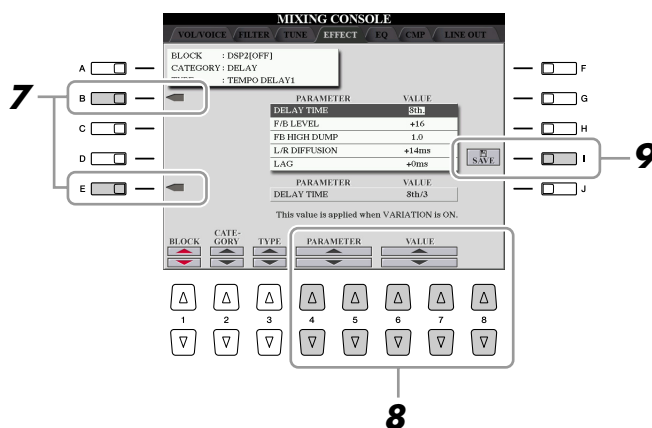 MIXING CONSOLE
VOL/VOICE FILTER TUNE EFFECT EQ CMP LINE OUT
BLOCK : DSP2[OFF]
CATEGORY : DELAY
: TEMPO DELAY1
A
B
C
D
E
F
G
H
I
J
7
9
PARAMETER VALUE
DELAY TIME 8th.
F/B LEVEL +16
FB HIGH DUMP 1.0
L/R DIFFUSION +14ms
LAG +0ms
SAVE
PARAMETER VALUE
DELAY TIME 8th/3
This value is applied when VARIATION is ON.
BLOCK CATE-GORY TYPE PARAMETER VALUE
1 2 3 4 5 6 7 8
8